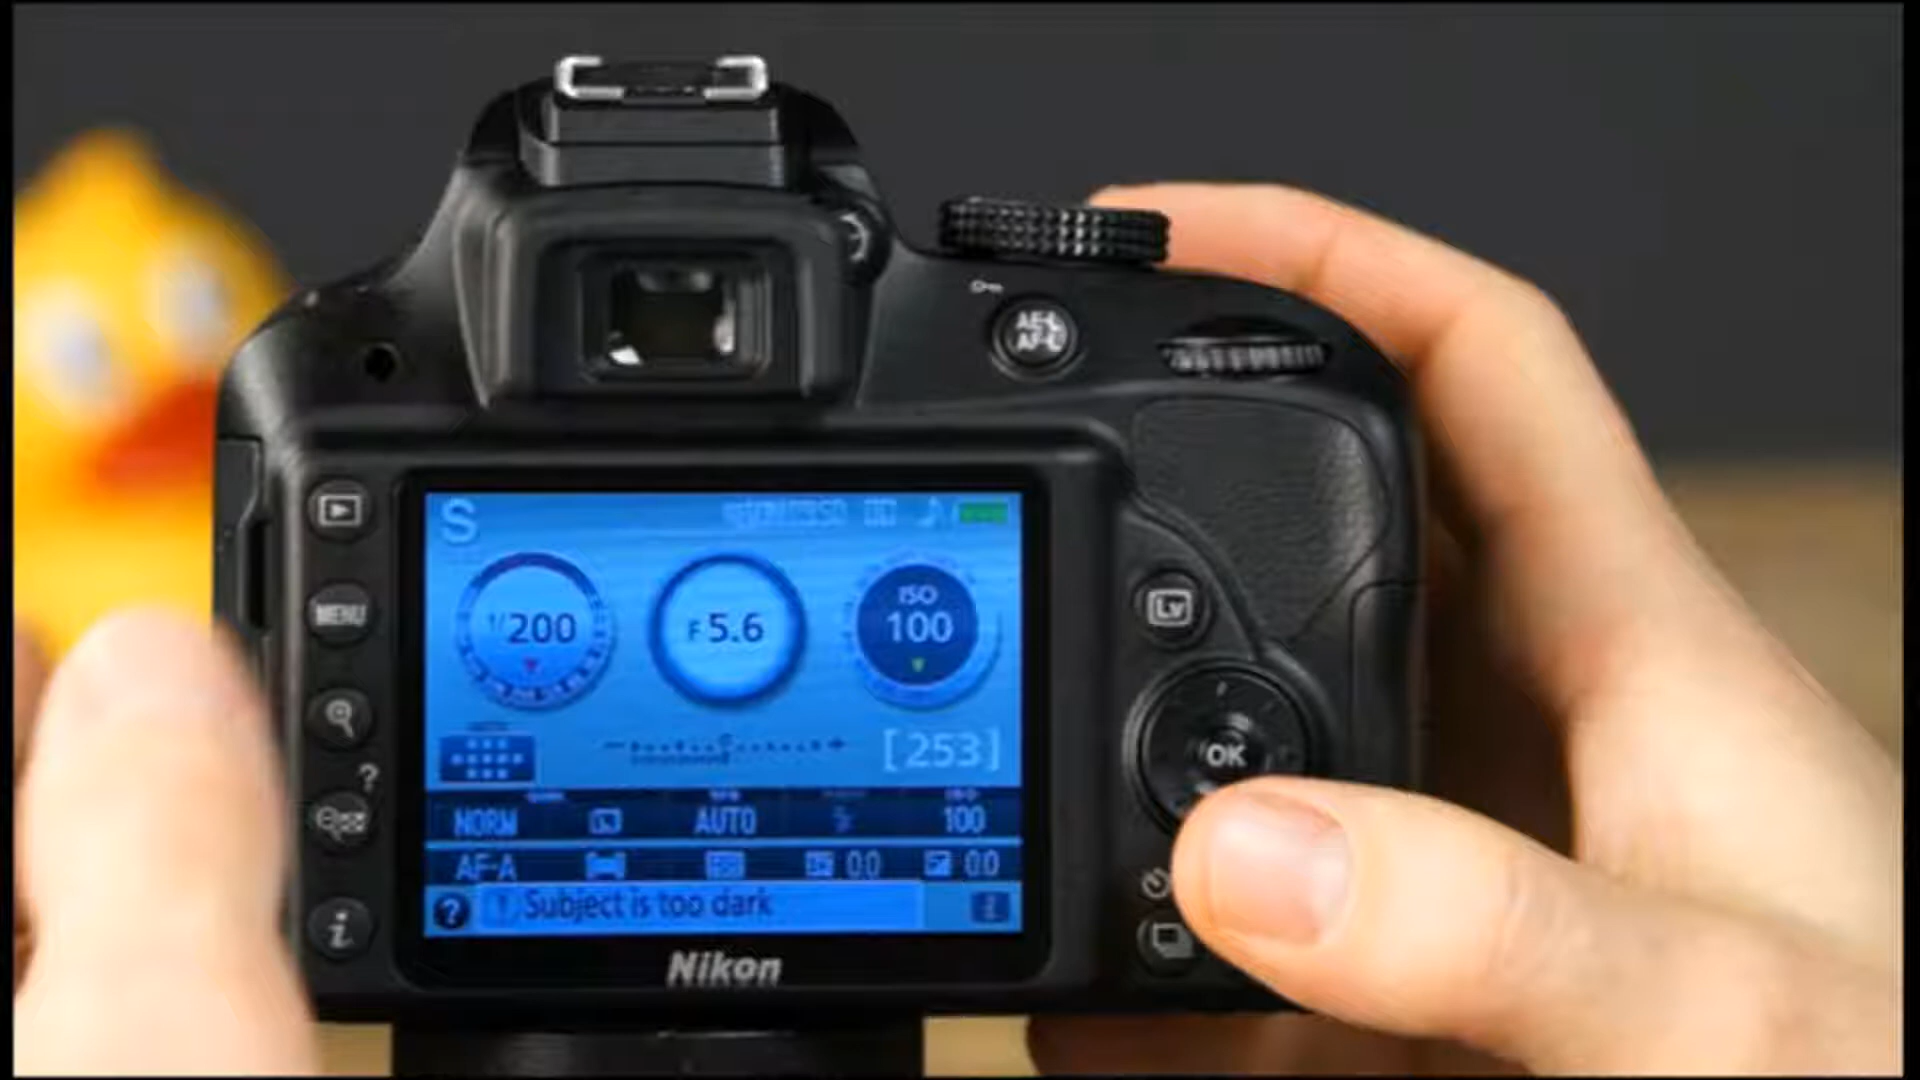 AE-L
AF-L
S
1/200
F5.6
ISO
100
MENU
Lv
[253]
OK
?
NORM
AUTO
100
AF-A
0.0
0.0
? ! Subject is too dark
i
i
Nikon